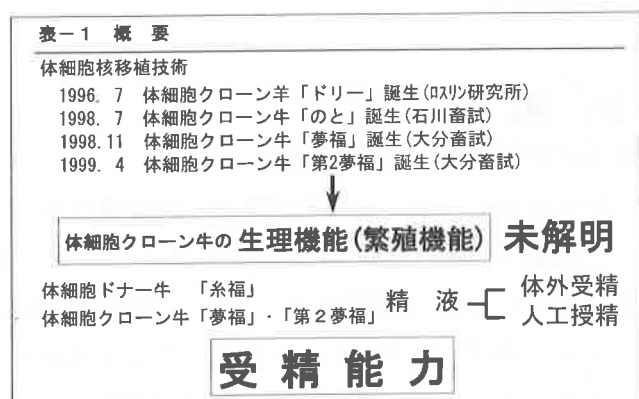 表-1 概 要
体細胞核移植技術
1996. 7 体細胞クローン羊「ドリー」誕生(ロスリン研究所)
1998. 7 体細胞クローン牛「のと」誕生(石川畜試)
1998.11 体細胞クローン牛「夢福」誕生(大分畜試)
1999. 4 体細胞クローン牛「第2夢福」誕生(大分畜試)
体細胞クローン牛の 生理機能(繁殖機能) 未解明
体細胞ドナー牛 「糸福」
体細胞クローン牛「夢福」・「第2夢福」
精 液
体外受精
人工授精
受 精 能 力